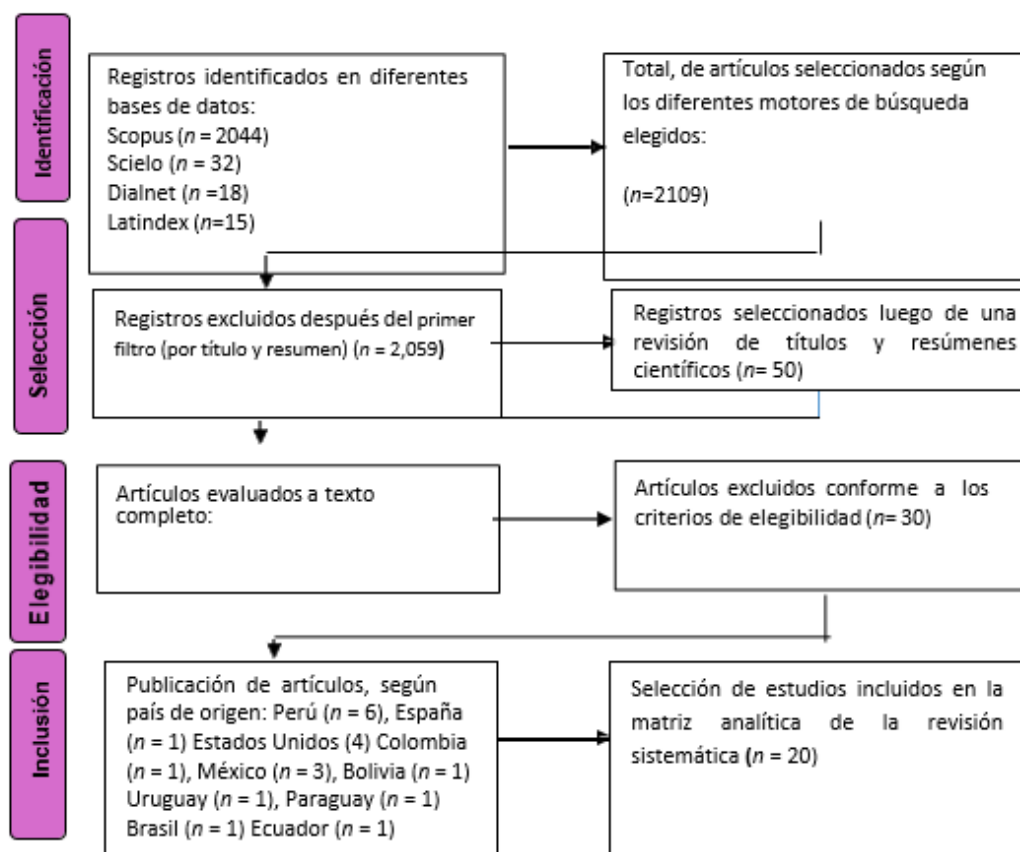 Identificación
Registros identificados en diferentes
bases de datos:
Scopus (n = 2044)
Scielo (n = 32)
Dialnet (n =18)
Latindex (n=15)
Total, de artículos seleccionados según
los diferentes motores de búsqueda
elegidos:
(n=2109)
Selección
Registros excluidos después del primer
filtro (por título y resumen) (n = 2,059)
Registros seleccionados luego de una
revisión de títulos y resúmenes
científicos (n= 50)
Elegibilidad
Artículos evaluados a texto
completo:
Artículos excluidos conforme a los
criterios de elegibilidad (n= 30)
Inclusión
Publicación de artículos, según
país de origen: Perú (n = 6), España
(n = 1) Estados Unidos (4) Colombia
(n = 1), México (n = 3), Bolivia (n = 1)
Uruguay (n = 1), Paraguay (n = 1)
Brasil (n = 1) Ecuador (n = 1)
Selección de estudios incluidos en la
matriz analítica de la revisión
sistemática (n = 20)